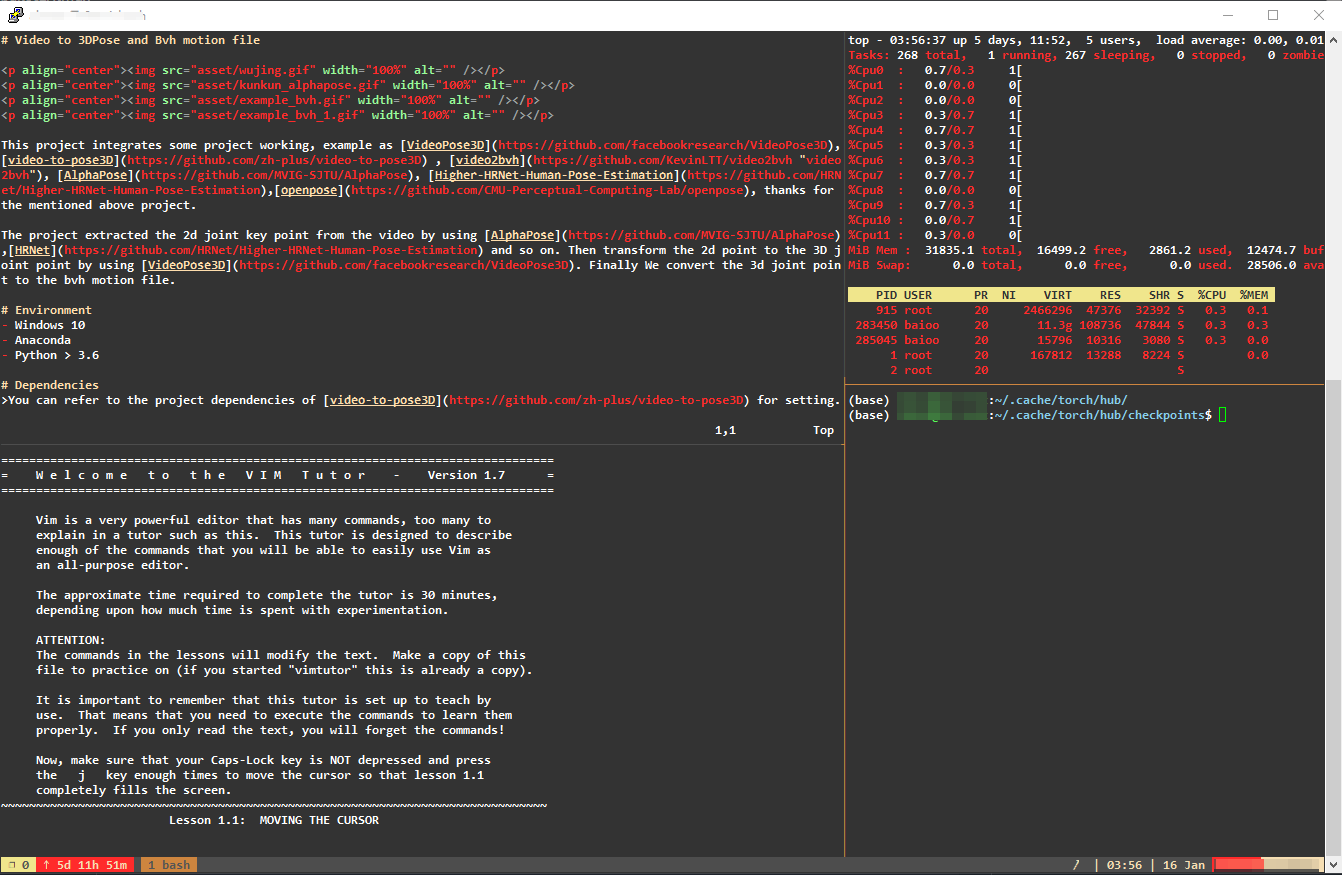 # Video to 3DPose and Bvh motion file
<p align="center"><img src="asset/wujing.gif" width="100%" alt="" /></p>
<p align="center"><img src="asset/kunkun_alphapose.gif" width="100%" alt="" /></p>
<p align="center"><img src="asset/example_bvh.gif" width="100%" alt="" /></p>
<p align="center"><img src="asset/example_bvh_1.gif" width="100%" alt="" /></p>
This project integrates some project working, example as [VideoPose3D](https://github.com/facebookresearch/VideoPose3D),
[video-to-pose3D](https://github.com/zh-plus/video-to-pose3D) , [video2bvh](https://github.com/KevinLTT/video2bvh "video
2bvh"), [AlphaPose](https://github.com/MVIG-SJTU/AlphaPose), [Higher-HRNet-Human-Pose-Estimation](https://github.com/HRN
et/Higher-HRNet-Human-Pose-Estimation),[openpose](https://github.com/CMU-Perceptual-Computing-Lab/openpose), thanks for
the mentioned above project.
The project extracted the 2d joint key point from the video by using [AlphaPose](https://github.com/MVIG-SJTU/AlphaPose)
,[HRNet](https://github.com/HRNet/Higher-HRNet-Human-Pose-Estimation) and so on. Then transform the 2d point to the 3D j
oint point by using [VideoPose3D](https://github.com/facebookresearch/VideoPose3D). Finally We convert the 3d joint poin
t to the bvh motion file.
# Environment
- Windows 10
- Anaconda
- Python > 3.6
# Dependencies
>You can refer to the project dependencies of [video-to-pose3D](https://github.com/zh-plus/video-to-pose3D) for setting.
1,1 Top
===============================================================================
= W e l c o m e t o t h e V I M T u t o r - Version 1.7 =
===============================================================================
Vim is a very powerful editor that has many commands, too many to
explain in a tutor such as this. This tutor is designed to describe
enough of the commands that you will be able to easily use Vim as
an all-purpose editor.
The approximate time required to complete the tutor is 30 minutes,
depending upon how much time is spent with experimentation.
ATTENTION:
The commands in the lessons will modify the text. Make a copy of this
file to practice on (if you started "vimtutor" this is already a copy).
It is important to remember that this tutor is set up to teach by
use. That means that you need to execute the commands to learn them
properly. If you only read the text, you will forget the commands!
Now, make sure that your Caps-Lock key is NOT depressed and press
the j key enough times to move the cursor so that lesson 1.1
completely fills the screen.
~~~~~~~~~~~~~~~~~~~~~~~~~~~~~~~~~~~~~~~~~~~~~~~~~~~~~~~~~~~~~~~~~~~~~~~~~~~~~~
Lesson 1.1: MOVING THE CURSOR
top - 03:56:37 up 5 days, 11:52, 5 users, load average: 0.00, 0.01
Tasks: 268 total, 1 running, 267 sleeping, 0 stopped, 0 zombie
%Cpu0 : 0.7/0.3 1[
%Cpu1 : 0.0/0.0 0[
%Cpu2 : 0.0/0.0 0[
%Cpu3 : 0.3/0.7 1[
%Cpu4 : 0.7/0.7 1[
%Cpu5 : 0.3/0.3 1[
%Cpu6 : 0.3/0.3 1[
%Cpu7 : 0.7/0.7 1[
%Cpu8 : 0.0/0.0 0[
%Cpu9 : 0.7/0.3 1[
%Cpu10 : 0.0/0.7 1[
%Cpu11 : 0.3/0.0 0[
MiB Mem : 31835.1 total, 16499.2 free, 2861.2 used, 12474.7 buf
MiB Swap: 0.0 total, 0.0 free, 0.0 used. 28506.0 ava
PID USER PR NI VIRT RES SHR S %CPU %MEM
915 root 20 2466296 47376 32392 S 0.3 0.1
283450 baioo 20 11.3g 108736 47844 S 0.3 0.3
285045 baioo 20 15796 10316 3080 S 0.3 0.0
1 root 20 167812 13288 8224 S 0.0
2 root 20 S
(base) :~/.cache/torch/hub/
(base) :~/.cache/torch/hub/checkpoints$
0 ↑ 5d 11h 51m 1 bash
| 03:56 | 16 Jan